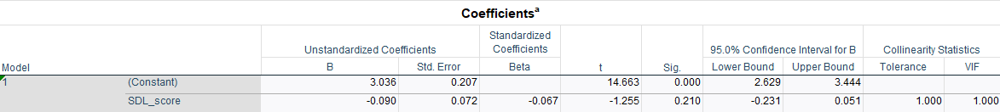 Coefficientsᵃ
Standardized
Unstandardized Coefficients Coefficients 95.0% Confidence Interval for B Collinearity Statistics
Model B Std. Error Beta t Sig. Lower Bound Upper Bound Tolerance VIF
1 (Constant) 3.036 0.207 14.663 0.000 2.629 3.444
SDL_score -0.090 0.072 -0.067 -1.255 0.210 -0.231 0.051 1.000 1.000